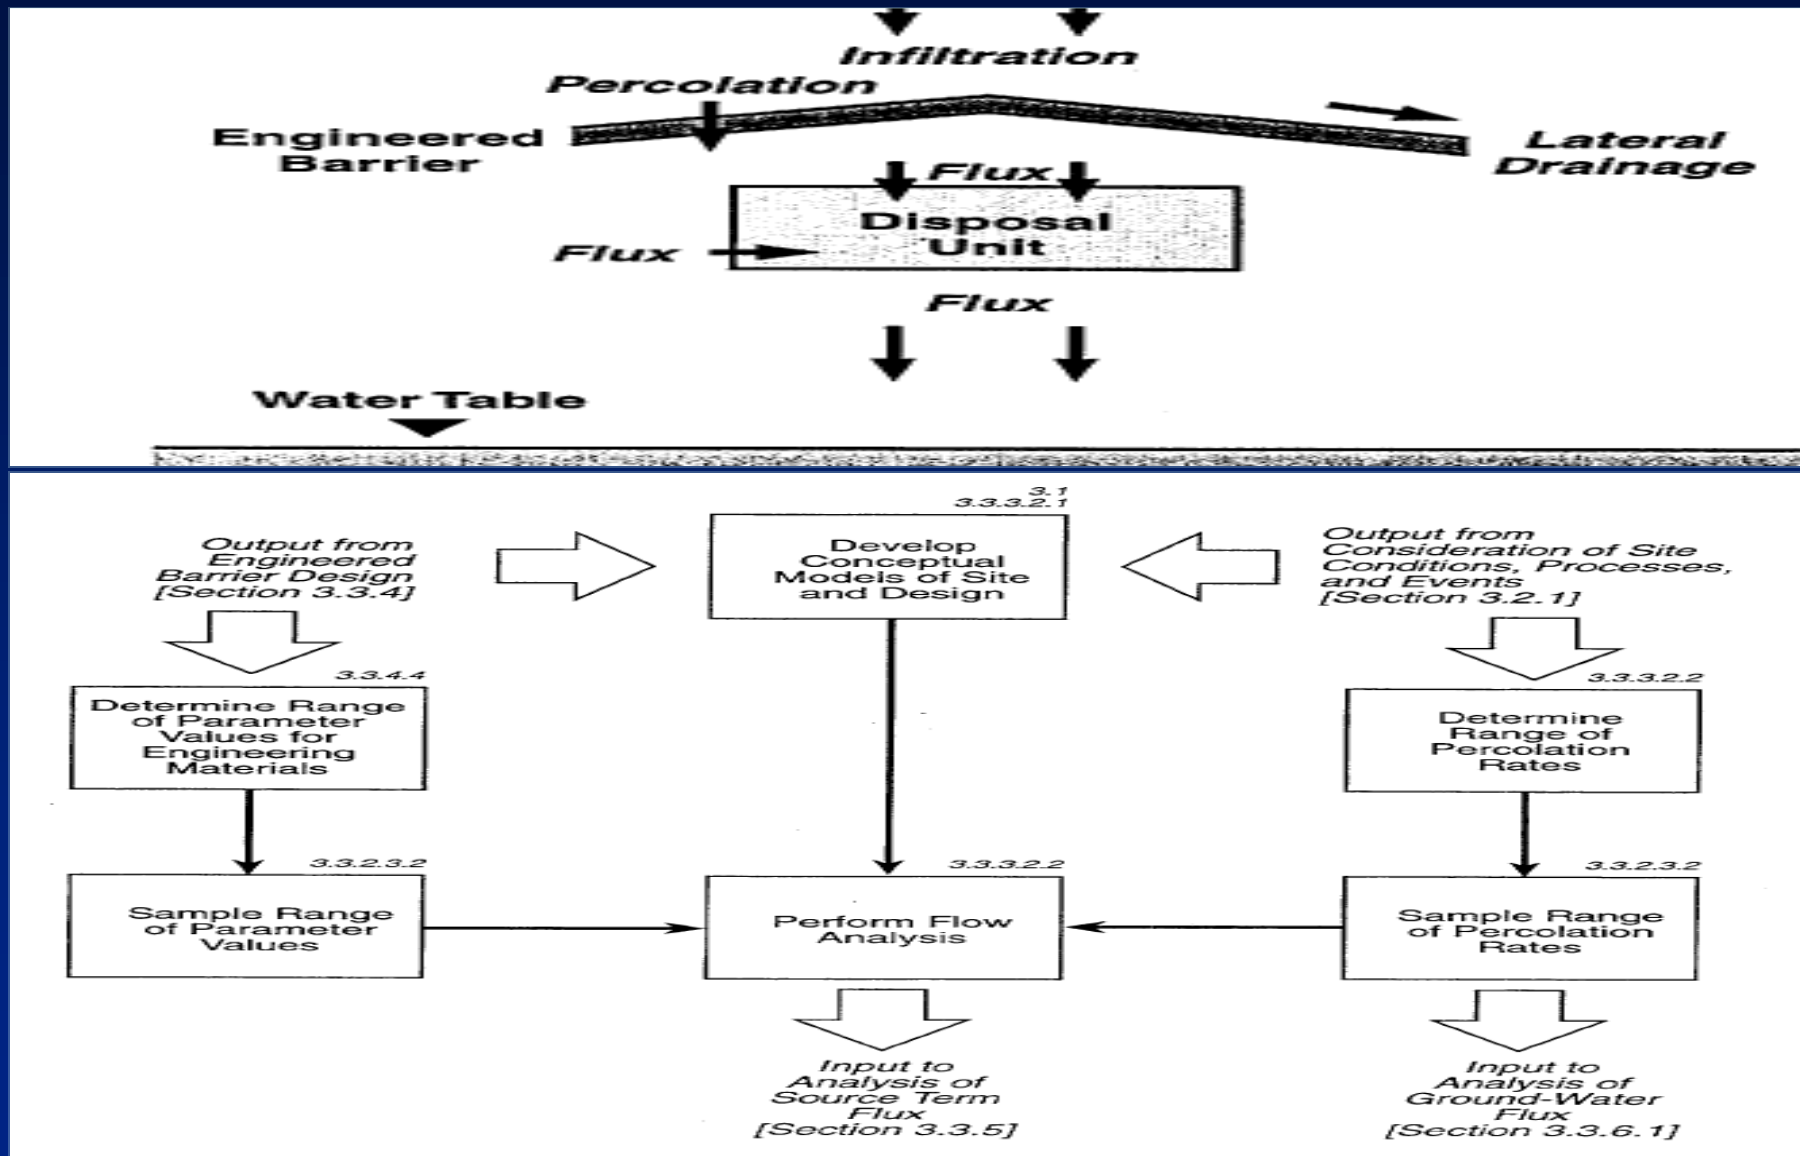 Infiltration
Percolation
Engineered
Barrier
Lateral
Drainage
Flux
Disposal
Unit
Flux
Flux
Water Table
3.1
3.3.3.2.1
Develop
Conceptual
Models of Site
and Design
Output from
Engineered
Barrier Design
[Section 3.3.4]
Output from
Consideration of Site
Conditions, Processes,
and Events
[Section 3.2.1]
3.3.4.4
Determine Range
of Parameter
Values for
Engineering
Materials
3.3.3.2.2
Determine
Range of
Percolation
Rates
3.3.2.3.2
Sample Range
of Parameter
Values
3.3.3.2.2
Perform Flow
Analysis
3.3.2.3.2
Sample Range
of Percolation
Rates
Input to
Analysis of
Source Term
Flux
[Section 3.3.5]
Input to
Analysis of
Ground-Water
Flux
[Section 3.3.6.1]